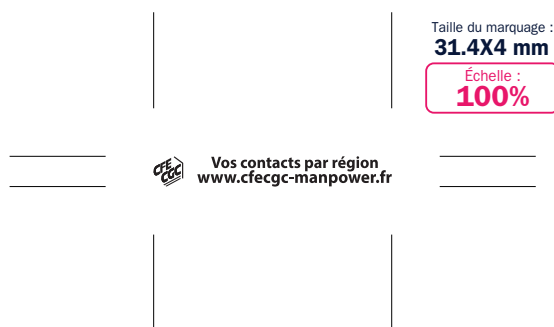 Taille du marquage :
31.4X4 mm
Échelle :
100%
CFE
CGC
Vos contacts par région
www.cfecgc-manpower.fr